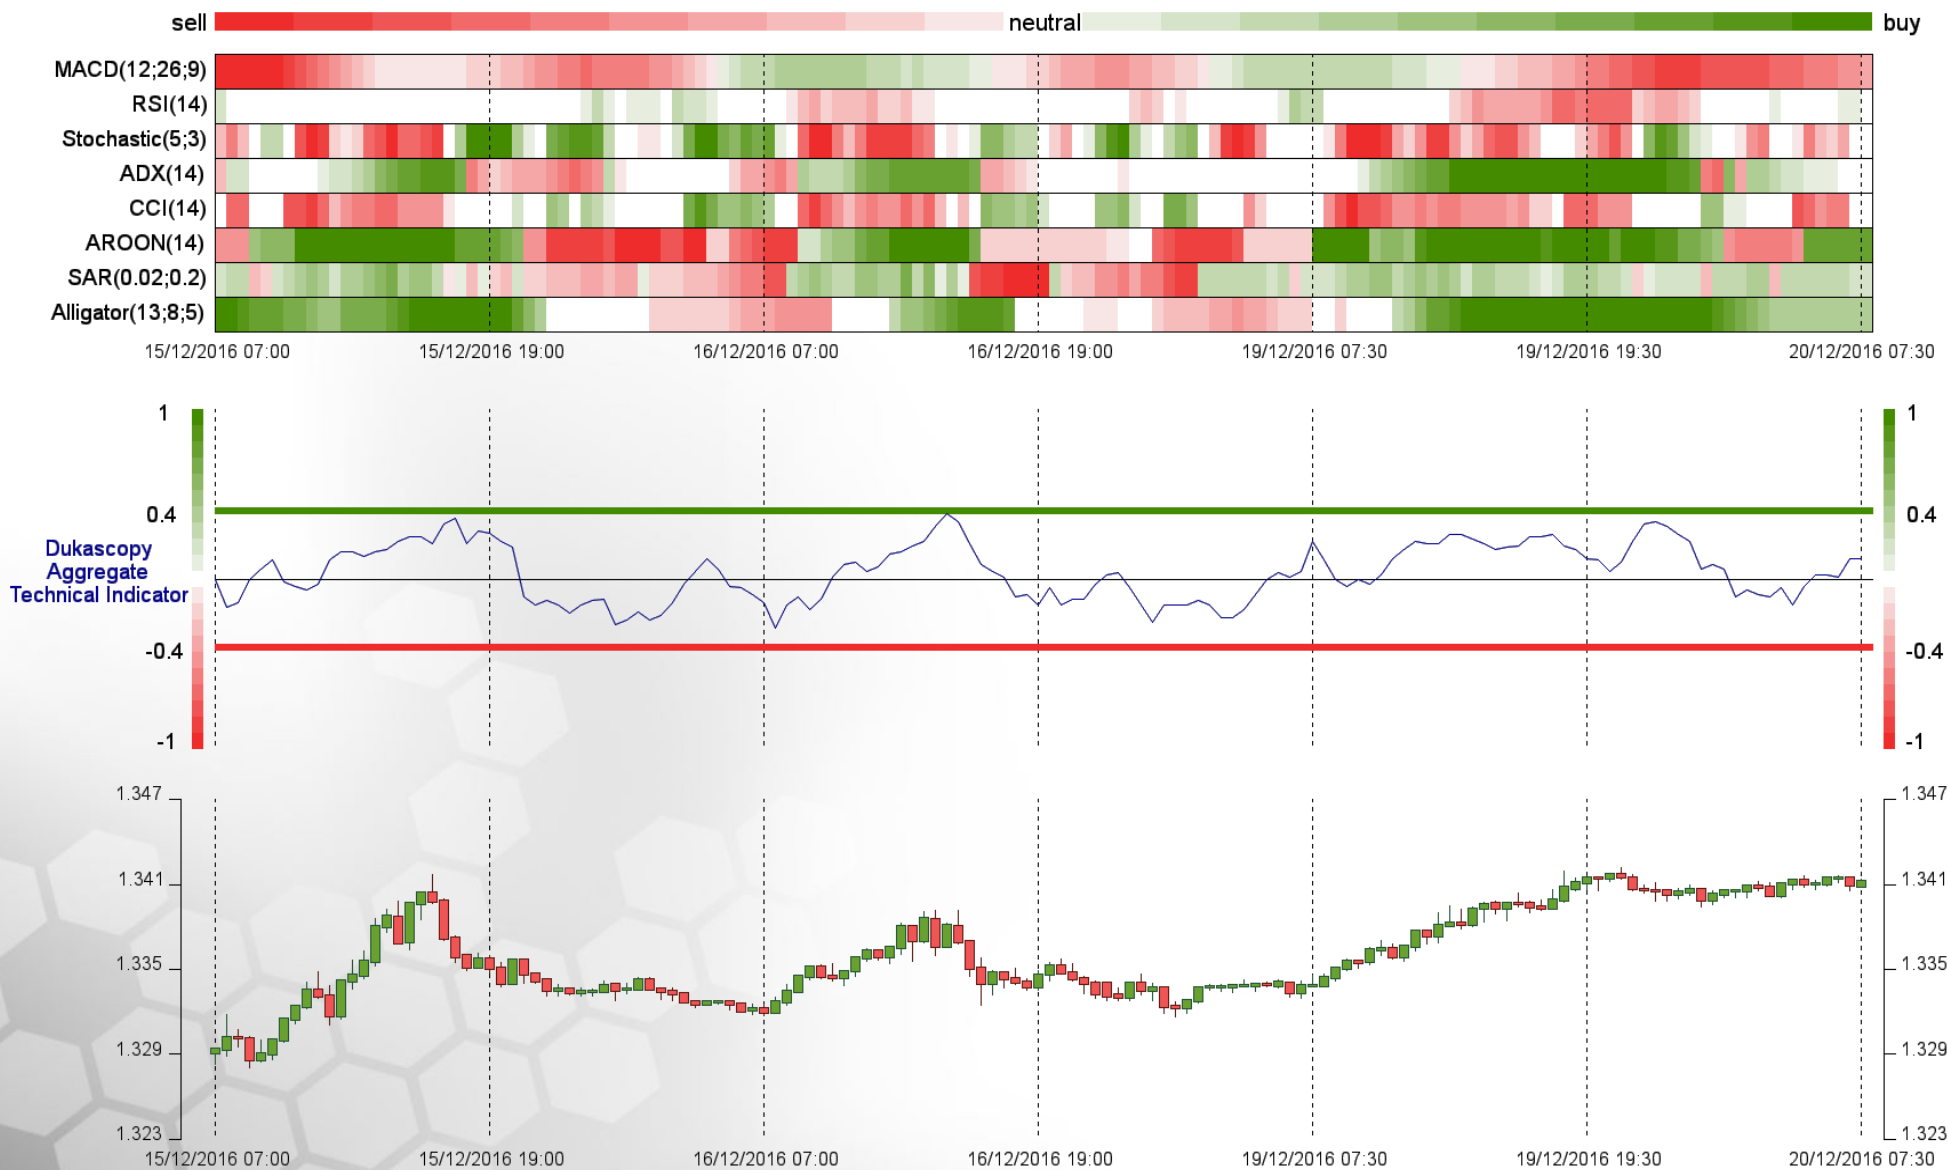 sell neutral buy
MACD(12;26;9)
RSI(14)
Stochastic(5;3)
ADX(14)
CCI(14)
AROON(14)
SAR(0.02;0.2)
Alligator(13;8;5)
15/12/2016 07:00 15/12/2016 19:00 16/12/2016 07:00 16/12/2016 19:00 19/12/2016 07:30 19/12/2016 19:30 20/12/2016 07:30
1 1
0.4 0.4
Dukascopy
Aggregate
Technical Indicator
-0.4 -0.4
-1 -1
1.347 1.347
1.341 1.341
1.335 1.335
1.329 1.329
1.323 1.323
15/12/2016 07:00 15/12/2016 19:00 16/12/2016 07:00 16/12/2016 19:00 19/12/2016 07:30 19/12/2016 19:30 20/12/2016 07:30